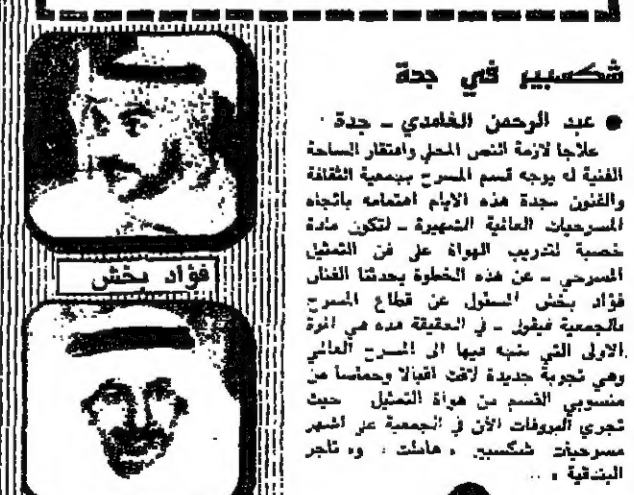 شكسبير في جدة
● عبد الرحمن الغامدي ـ جدة ·
علاجا لازمة النص المحلي وافتقار الساحة
الفنية له يوجه قسم المسرح بجمعية الثقافة
والفنون بجدة هذه الايام اهتمامه باتجاه
المسرحيات العالمية الشهيرة ـ لتكون مادة
خصبة لتدريب الهواة على فن التمثيل
المسرحي ـ عن هذه الخطوة يحدثنا الفنان
فؤاد بخش المسئول عن قطاع المسرح
بالجمعية فيقول ـ في الحقيقة هذه هي المرة
الاولى التي نتجه فيها الى المسرح العالمي
وهي تجربة جديدة لاقت اقبالا وحماسا من
منسوبي القسم من هواة التمثيل حيث
تجري البروفات الآن في الجمعية على اشهر
مسرحيات شكسبير « هاملت » و« تاجر
البندقية » ..
فؤاد بخش